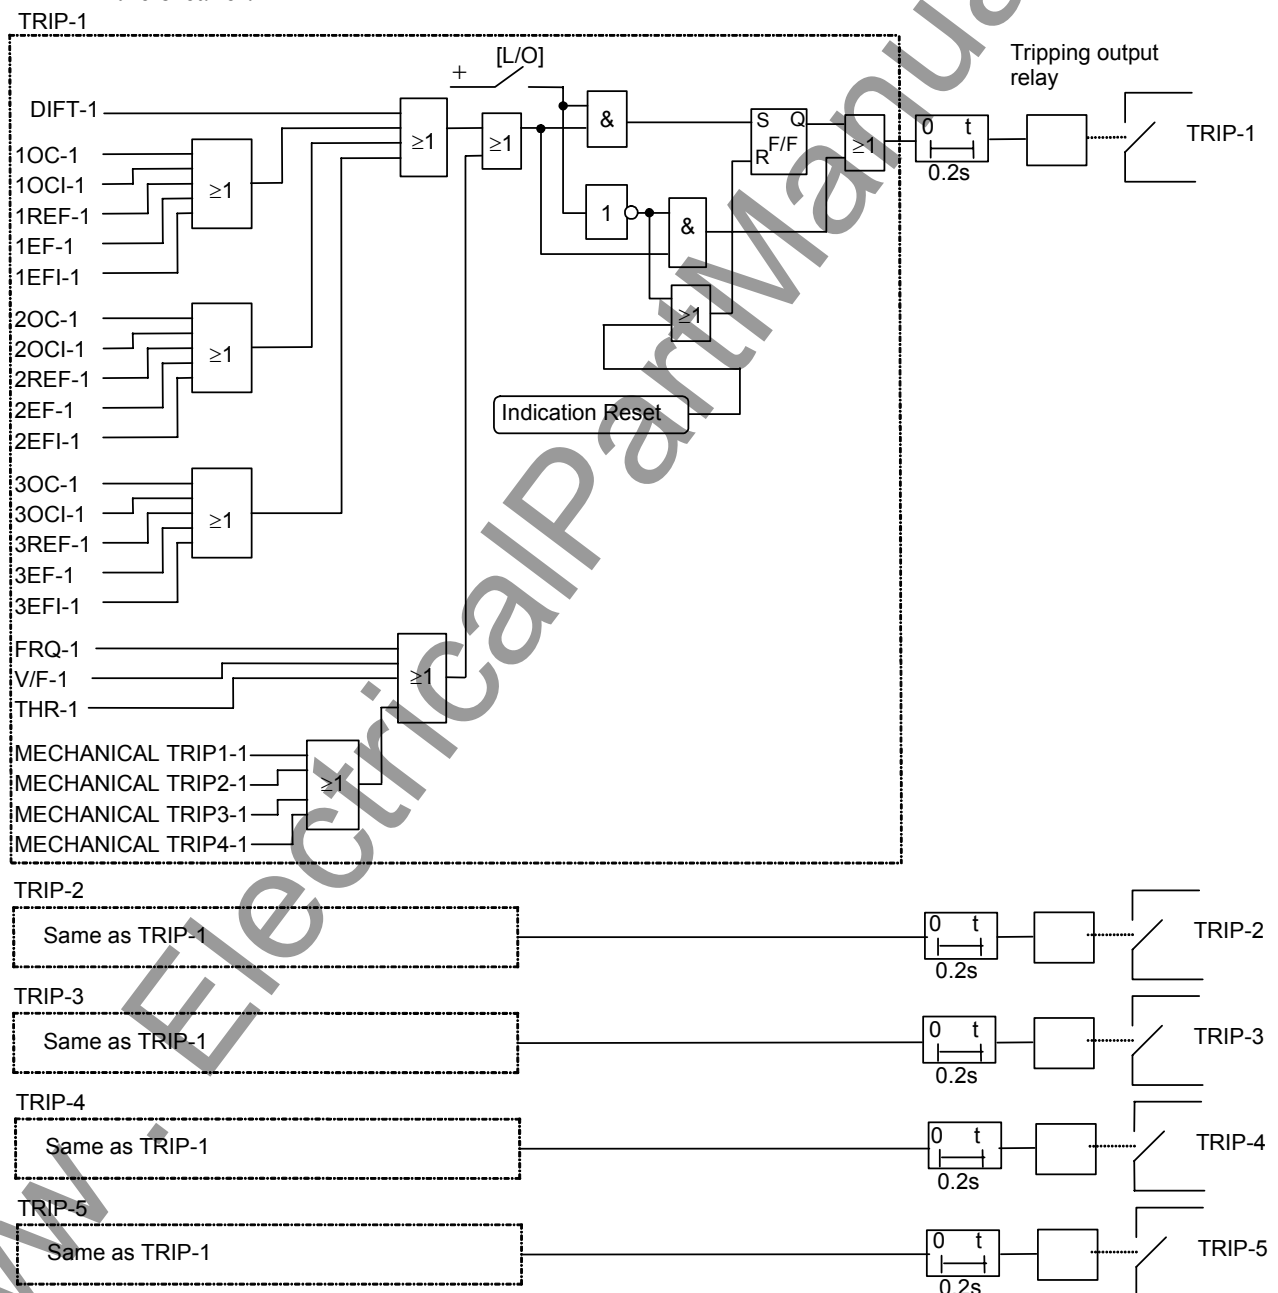 TRIP-1
[L/O]
+
Tripping output
relay
DIFT-1
≥1
≥1
&
S Q
F/F
R
≥1
0 t
0.2s
TRIP-1
1OC-1
1OCI-1
1REF-1
1EF-1
1EFI-1
≥1
1
&
≥1
2OC-1
2OCI-1
2REF-1
2EF-1
2EFI-1
≥1
Indication Reset
3OC-1
3OCI-1
3REF-1
3EF-1
3EFI-1
≥1
FRQ-1
V/F-1
THR-1
≥1
MECHANICAL TRIP1-1
MECHANICAL TRIP2-1
MECHANICAL TRIP3-1
MECHANICAL TRIP4-1
≥1
TRIP-2
Same as TRIP-1
0 t
0.2s
TRIP-2
TRIP-3
Same as TRIP-1
0 t
0.2s
TRIP-3
TRIP-4
Same as TRIP-1
0 t
0.2s
TRIP-4
TRIP-5
Same as TRIP-1
0 t
0.2s
TRIP-5
w . ElectricalPartManua